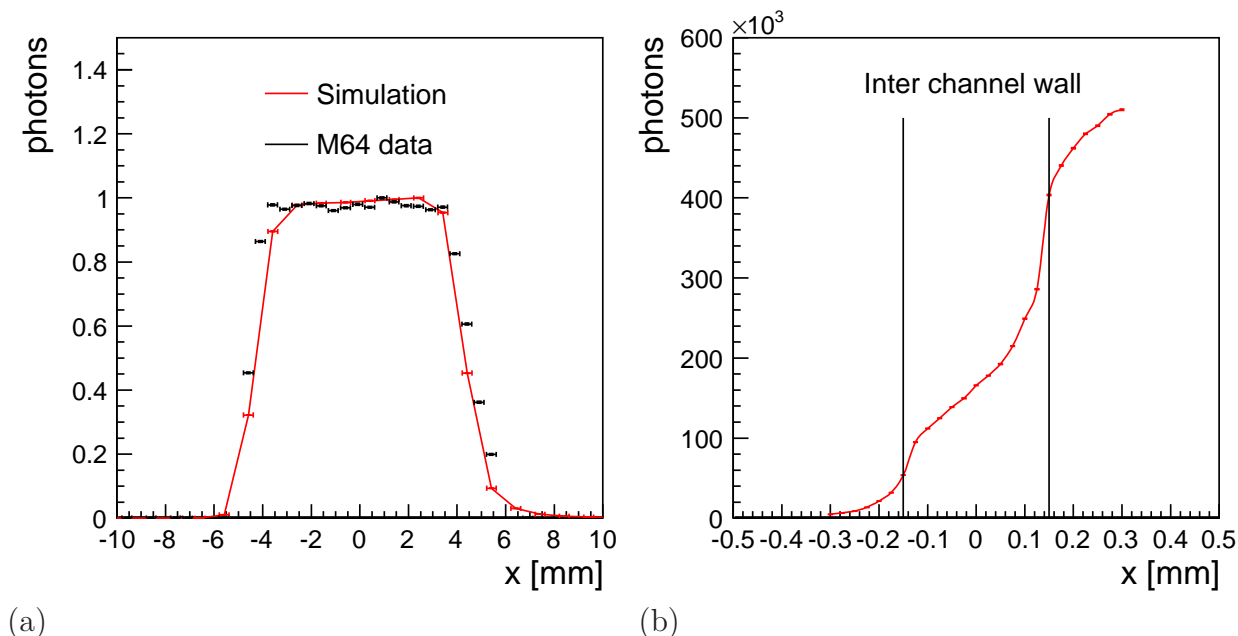 photons
1.4
1.2
1
0.8
0.6
0.4
0.2
0
Simulation
M64 data
-10 -8 -6 -4 -2 0 2 4 6 8 10
x [mm]
(a)
photons
×10³
600
500
400
300
200
100
0
Inter channel wall
-0.5 -0.4 -0.3 -0.2 -0.1 0 0.1 0.2 0.3 0.4 0.5
x [mm]
(b)